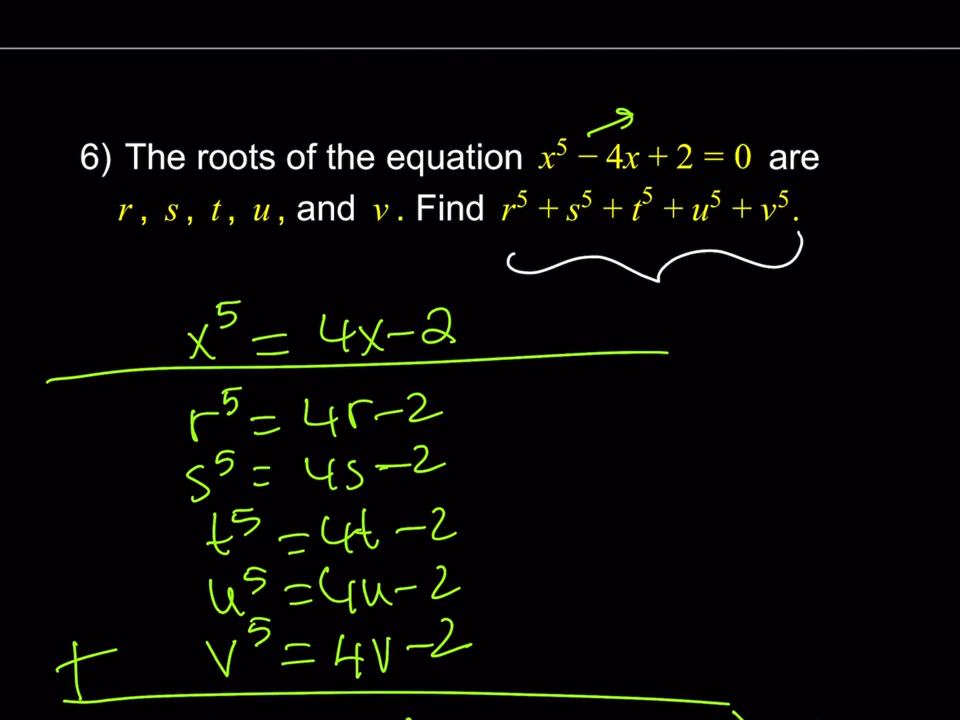 6) The roots of the equation x⁵ − 4x + 2 = 0 are
r, s, t, u, and v. Find r⁵ + s⁵ + t⁵ + u⁵ + v⁵.
x⁵ = 4x − 2
r⁵ = 4r − 2
s⁵ = 4s − 2
t⁵ = 4t − 2
u⁵ = 4u − 2
+ v⁵ = 4v − 2